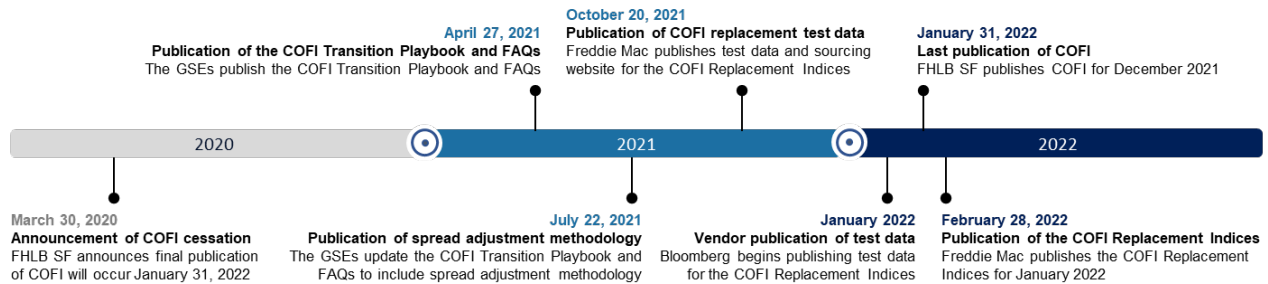 April 27, 2021
Publication of the COFI Transition Playbook and FAQs
The GSEs publish the COFI Transition Playbook and FAQs
October 20, 2021
Publication of COFI replacement test data
Freddie Mac publishes test data and sourcing
website for the COFI Replacement Indices
January 31, 2022
Last publication of COFI
FHLB SF publishes COFI for December 2021
2020
2021
2022
March 30, 2020
Announcement of COFI cessation
FHLB SF announces final publication
of COFI will occur January 31, 2022
July 22, 2021
Publication of spread adjustment methodology
The GSEs update the COFI Transition Playbook and
FAQs to include spread adjustment methodology
January 2022
Vendor publication of test data
Bloomberg begins publishing test data
for the COFI Replacement Indices
February 28, 2022
Publication of the COFI Replacement Indices
Freddie Mac publishes the COFI Replacement
Indices for January 2022